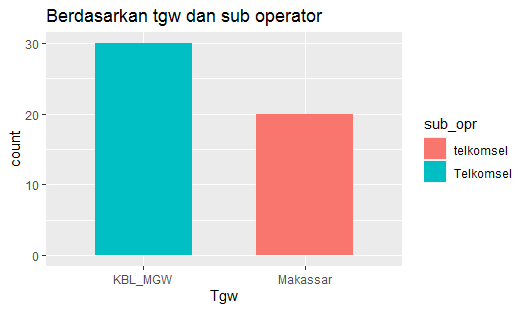 Berdasarkan tgw dan sub operator
30
20
10
0
count
KBL_MGW
Makassar
Tgw
sub_opr
telkomsel
Telkomsel